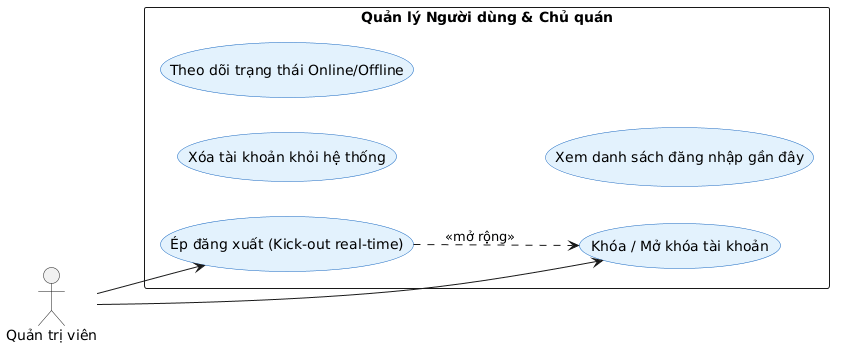 Quản lý Người dùng & Chủ quán
Theo dõi trạng thái Online/Offline
Xóa tài khoản khỏi hệ thống
Xem danh sách đăng nhập gần đây
Ép đăng xuất (Kick-out real-time)
«mở rộng»
Khóa / Mở khóa tài khoản
Quản trị viên